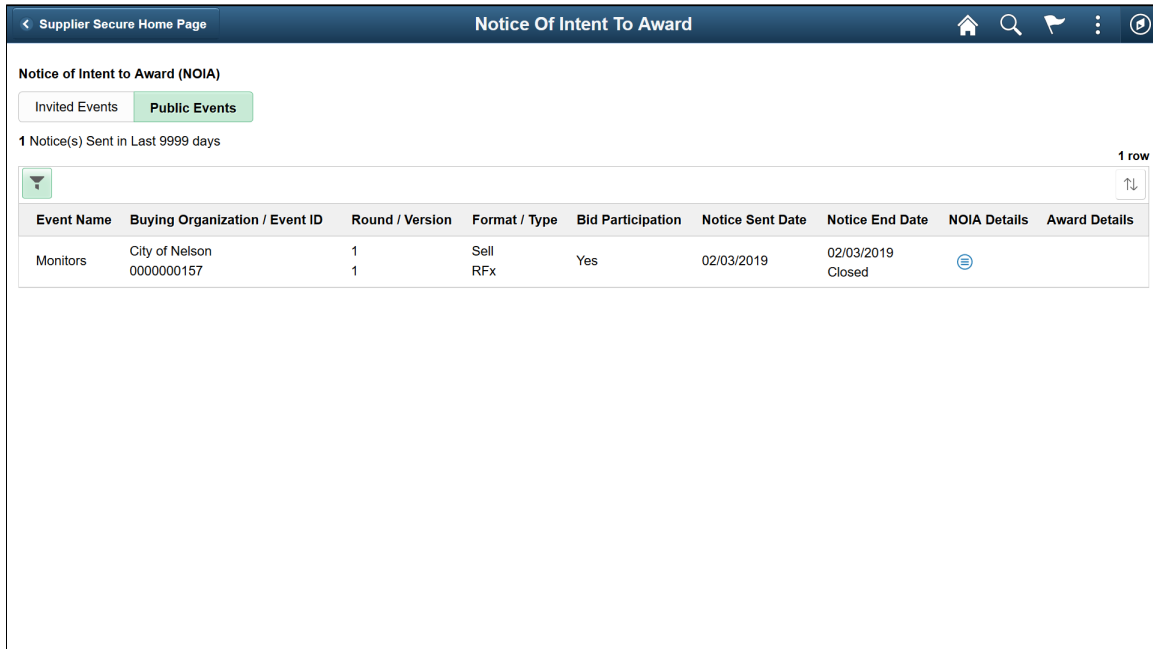 Supplier Secure Home Page
Notice Of Intent To Award
Notice of Intent to Award (NOIA)
Invited Events
Public Events
1 Notice(s) Sent in Last 9999 days
1 row
Event Name Buying Organization / Event ID Round / Version Format / Type Bid Participation Notice Sent Date Notice End Date NOIA Details Award Details
Monitors City of Nelson 1 Sell Yes 02/03/2019 02/03/2019
0000000157 1 RFx Closed